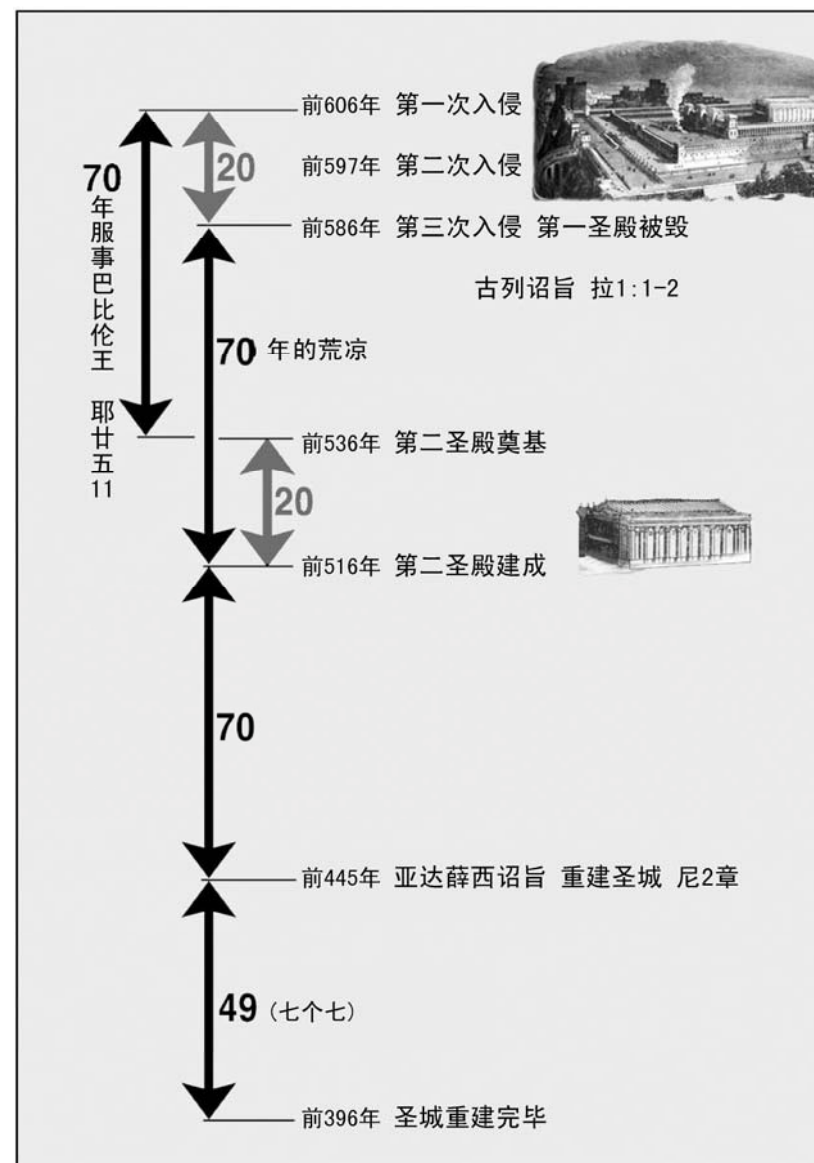 前606年 第一次入侵
20
前597年 第二次入侵
70
年服事巴比伦王 耶廿五11
前586年 第三次入侵 第一圣殿被毁
古列诏旨 拉1:1-2
70 年的荒凉
前536年 第二圣殿奠基
20
前516年 第二圣殿建成
70
前445年 亚达薛西诏旨 重建圣城 尼2章
49 (七个七)
前396年 圣城重建完毕